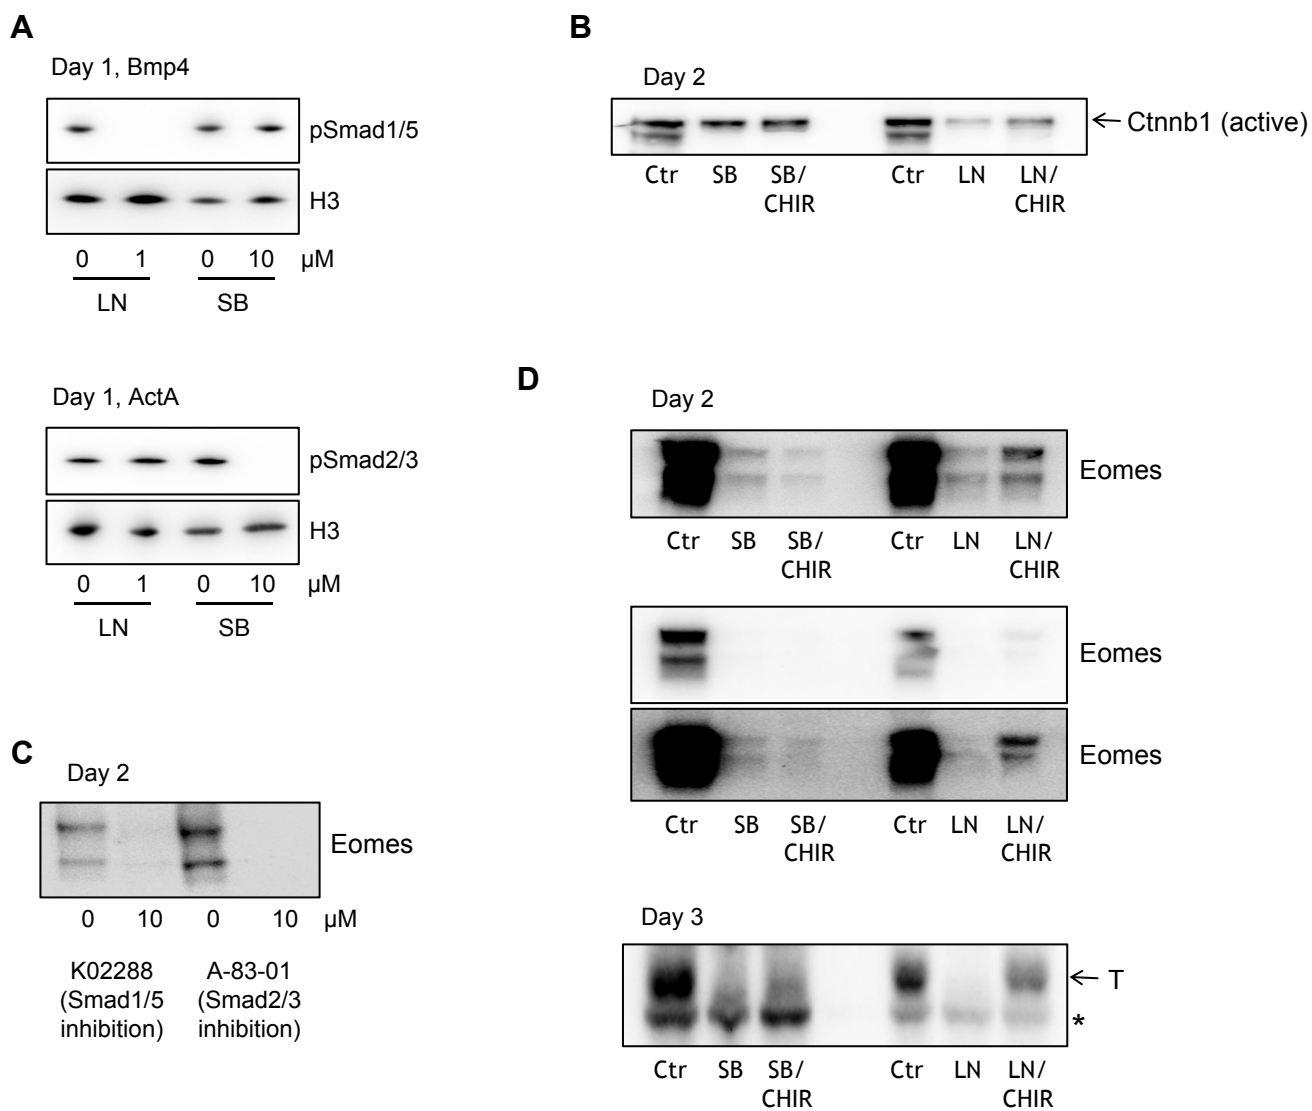 A
Day 1, Bmp4
pSmad1/5
H3
0 1 0 10 µM
LN SB
Day 1, ActA
pSmad2/3
H3
0 1 0 10 µM
LN SB
B
Day 2
Ctnnb1 (active)
Ctr SB SB/ Ctr LN LN/
CHIR CHIR
C
Day 2
Eomes
0 10 0 10 µM
K02288 A-83-01
(Smad1/5 (Smad2/3
inhibition) inhibition)
D
Day 2
Eomes
Ctr SB SB/ Ctr LN LN/
CHIR CHIR
Eomes
Eomes
Ctr SB SB/ Ctr LN LN/
CHIR CHIR
Day 3
T
*
Ctr SB SB/ Ctr LN LN/
CHIR CHIR